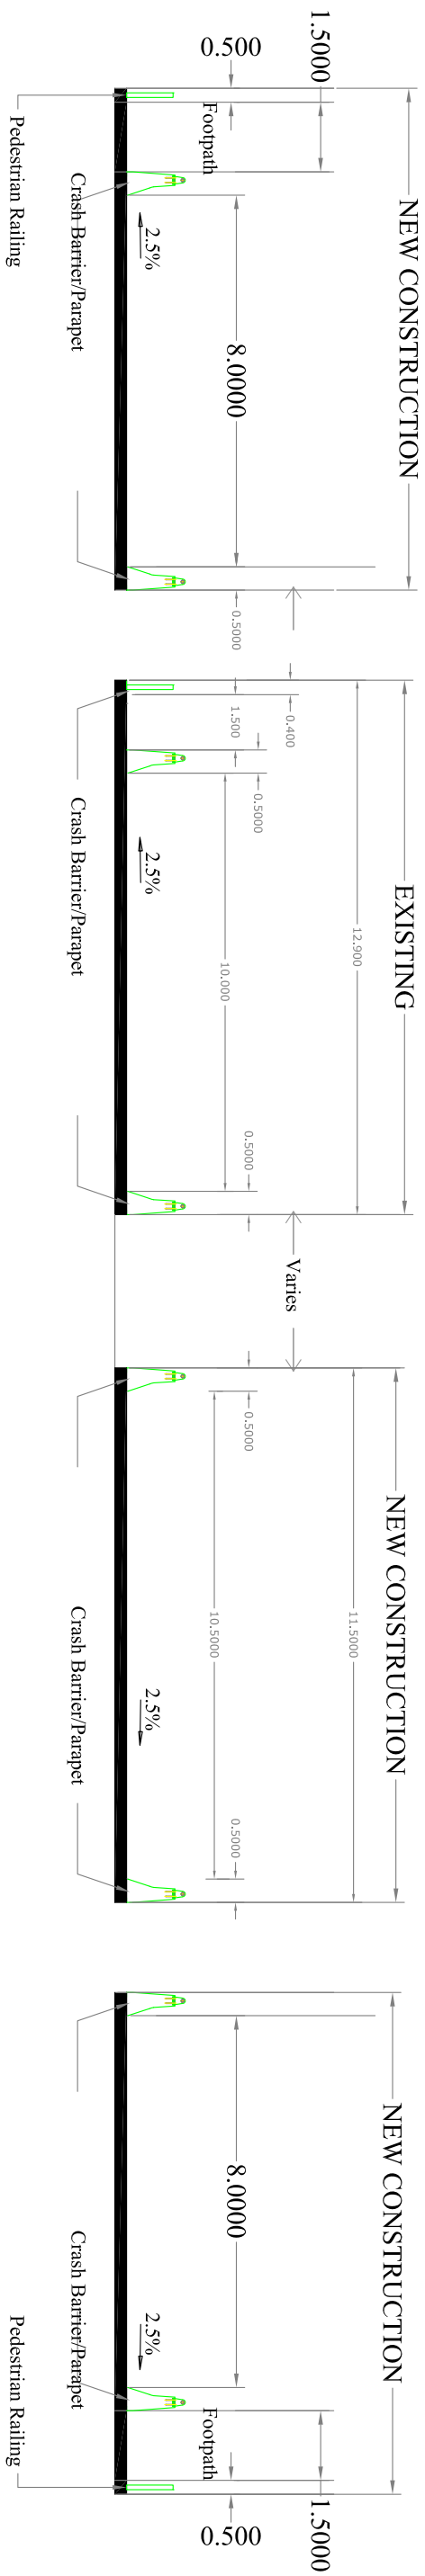 NEW CONSTRUCTION
1.5000
0.500
Footpath
8.0000
2.5%
0.5000
Crash Barrier/Parapet
Pedestrian Railing
EXISTING
12.900
0.400
1.500
0.5000
10.000
0.5000
2.5%
Crash Barrier/Parapet
Varies
NEW CONSTRUCTION
11.5000
0.5000
10.5000
0.5000
2.5%
Crash Barrier/Parapet
NEW CONSTRUCTION
8.0000
1.5000
0.500
Footpath
2.5%
Crash Barrier/Parapet
Pedestrian Railing